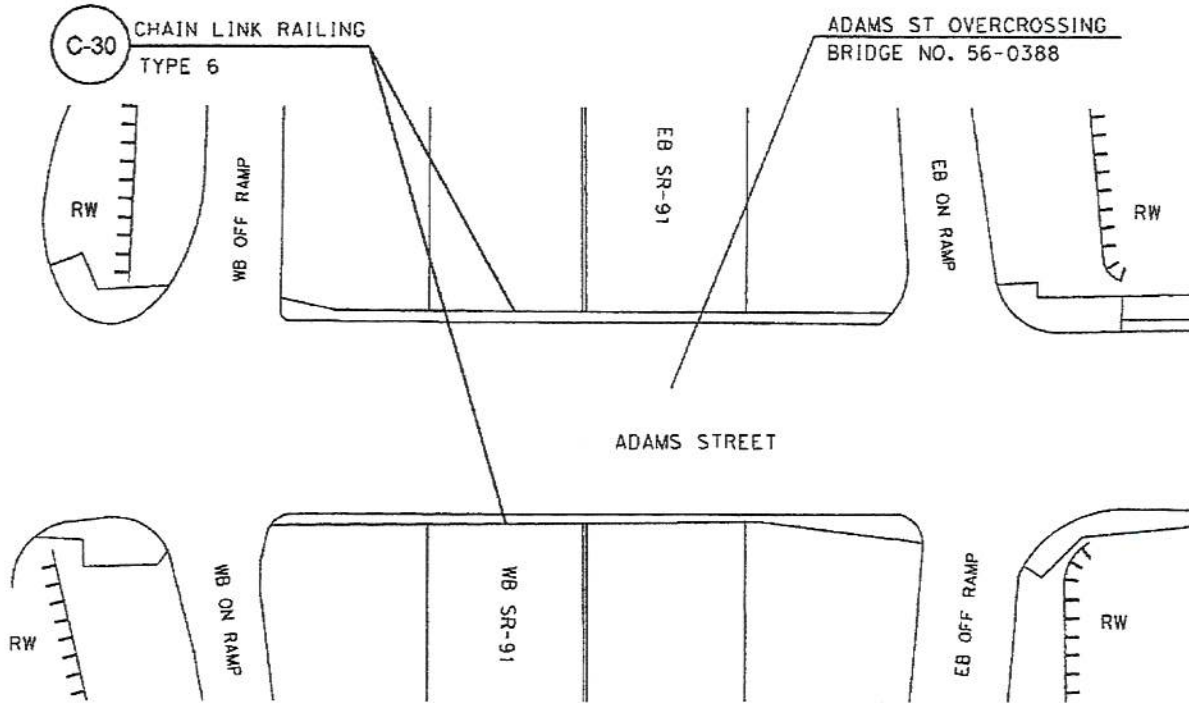 C-30
CHAIN LINK RAILING
TYPE 6
ADAMS ST OVERCROSSING
BRIDGE NO. 56-0388
RW
WB OFF RAMP
EB SR-91
EB ON RAMP
RW
ADAMS STREET
RW
WB ON RAMP
WB SR-91
EB OFF RAMP
RW